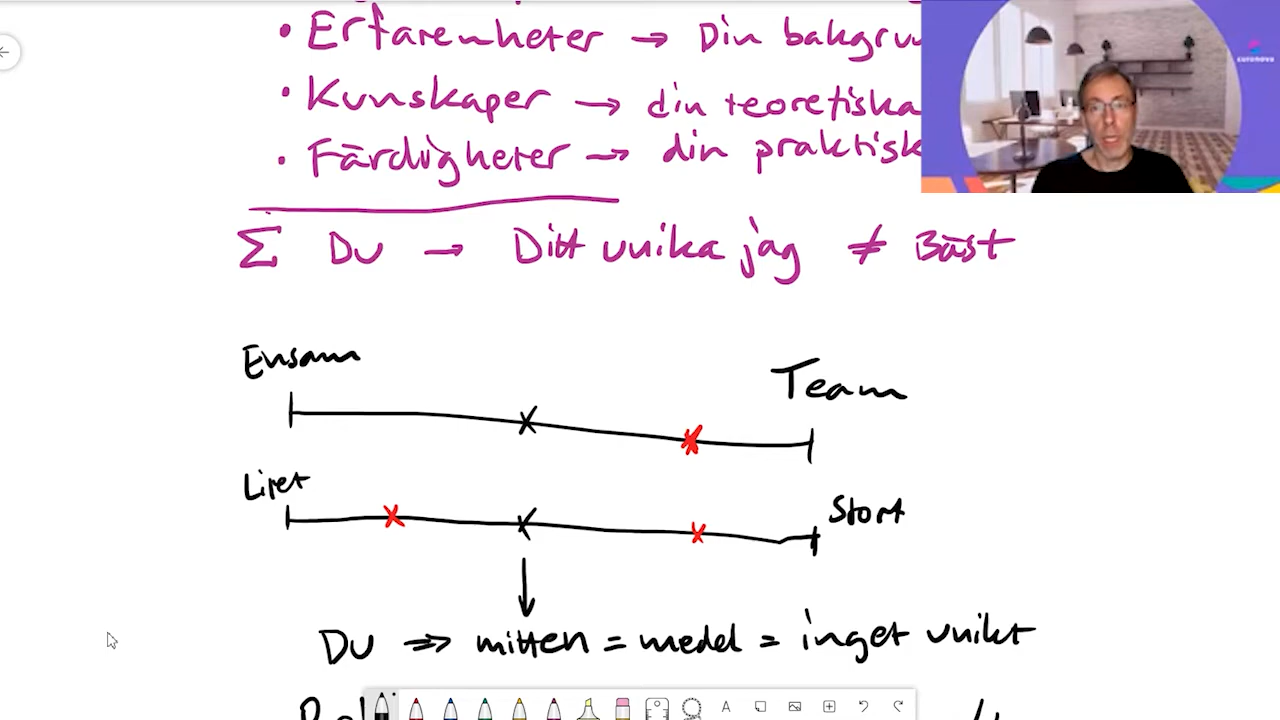 • Erfarenheter → Din bakgru
• Kunskaper → din teoretiska
• Färdigheter → din praktisk
Σ Du → Ditt unika jag ≠ Bäst
Ensam
Team
Litet
Stort
Du ⇒ mitten = medel = inget unikt